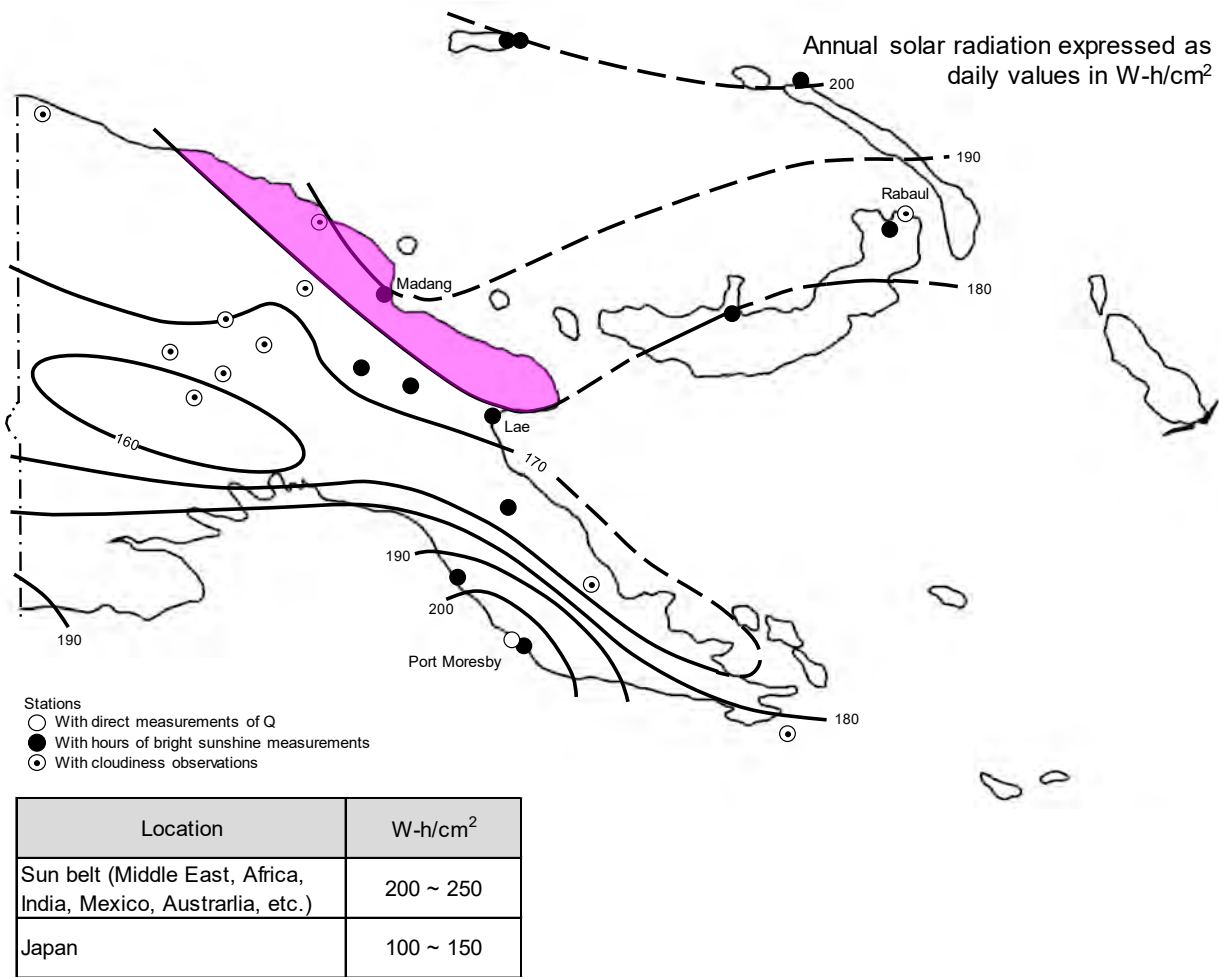 Annual solar radiation expressed as
daily values in W-h/cm²
200
190
Rabaul
Madang
180
Lae
160
170
190
200
190
Port Moresby
180
Stations
With direct measurements of Q
With hours of bright sunshine measurements
With cloudiness observations
Location W-h/cm²
Sun belt (Middle East, Africa,
India, Mexico, Austrarlia, etc.) 200 ~ 250
Japan 100 ~ 150